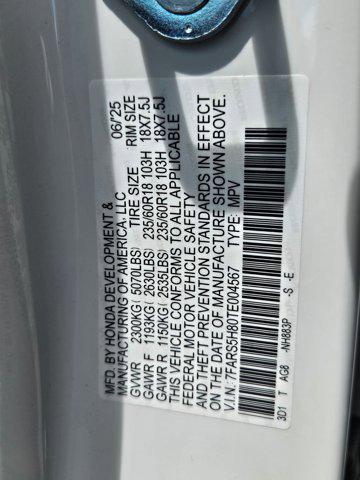 MFD. BY HONDA DEVELOPMENT & 06/25
MANUFACTURING OF AMERICA, LLC
GVWR 2300KG (5070LBS) TIRE SIZE RIM SIZE
GAWR F 1193KG (2630LBS) 235/60R18 103H 18X7.5J
GAWR R 1150KG (2535LBS) 235/60R18 103H 18X7.5J
THIS VEHICLE CONFORMS TO ALL APPLICABLE
FEDERAL MOTOR VEHICLE SAFETY
AND THEFT PREVENTION STANDARDS IN EFFECT
ON THE DATE OF MANUFACTURE SHOWN ABOVE.
V.I.N.: 7FARS5H80TE004567 TYPE: MPV
3D1 T AG8 -NH883P -S -E